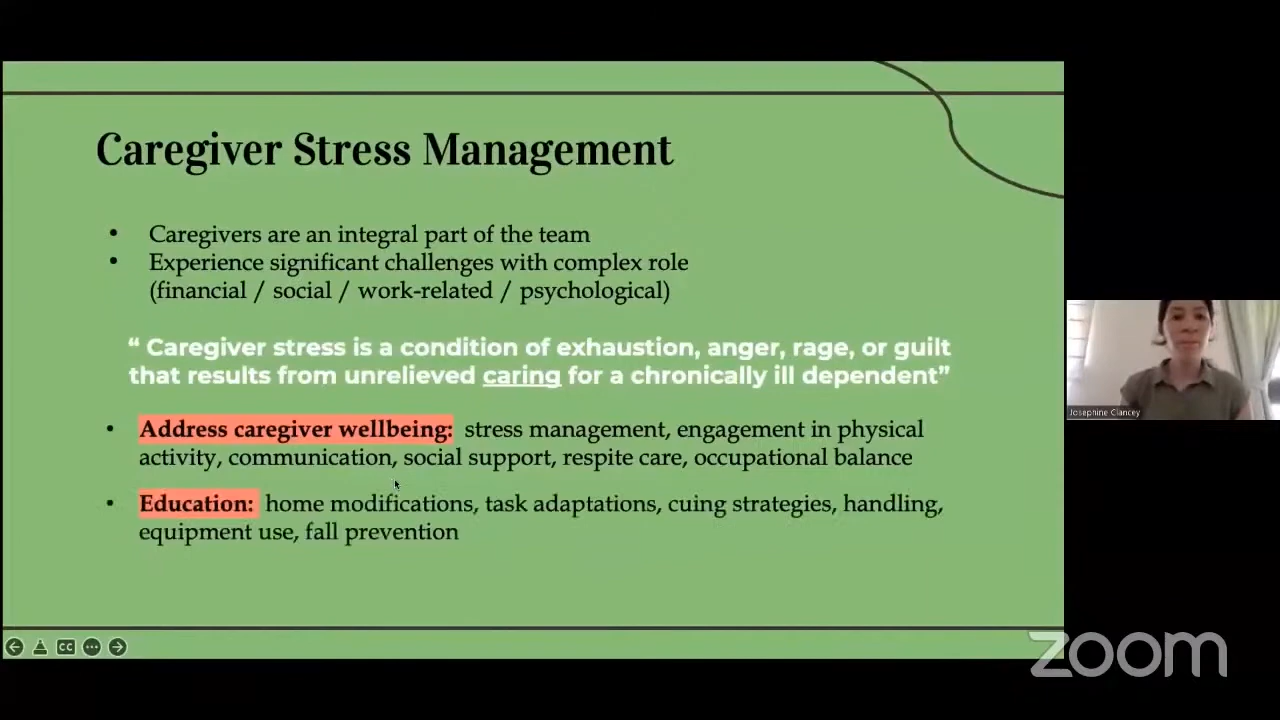 Caregiver Stress Management
• Caregivers are an integral part of the team
• Experience significant challenges with complex role
(financial / social / work-related / psychological)
“ Caregiver stress is a condition of exhaustion, anger, rage, or guilt
that results from unrelieved caring for a chronically ill dependent”
• Address caregiver wellbeing: stress management, engagement in physical
activity, communication, social support, respite care, occupational balance
• Education: home modifications, task adaptations, cuing strategies, handling,
equipment use, fall prevention
Josephine Clancey
CC
zoom